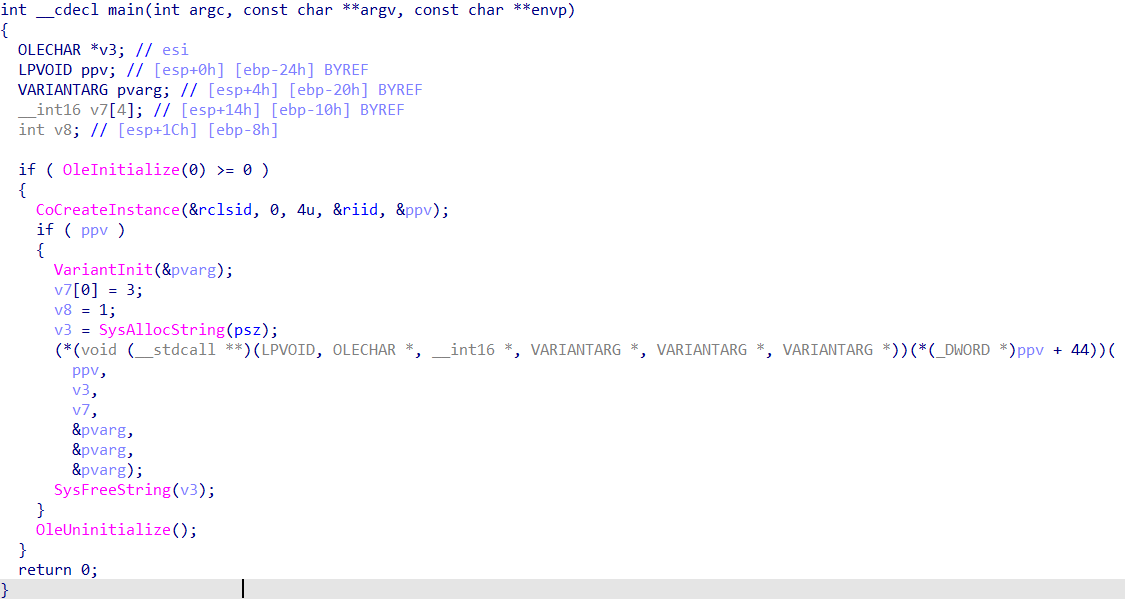 int __cdecl main(int argc, const char **argv, const char **envp)
{
  OLECHAR *v3; // esi
  LPVOID ppv; // [esp+0h] [ebp-24h] BYREF
  VARIANTARG pvarg; // [esp+4h] [ebp-20h] BYREF
  __int16 v7[4]; // [esp+14h] [ebp-10h] BYREF
  int v8; // [esp+1Ch] [ebp-8h]

  if ( OleInitialize(0) >= 0 )
  {
    CoCreateInstance(&rclsid, 0, 4u, &riid, &ppv);
    if ( ppv )
    {
      VariantInit(&pvarg);
      v7[0] = 3;
      v8 = 1;
      v3 = SysAllocString(psz);
      (*(void (__stdcall **)(LPVOID, OLECHAR *, __int16 *, VARIANTARG *, VARIANTARG *, VARIANTARG *))(*(_DWORD *)ppv + 44))(
        ppv,
        v3,
        v7,
        &pvarg,
        &pvarg,
        &pvarg);
      SysFreeString(v3);
    }
    OleUninitialize();
  }
  return 0;
}